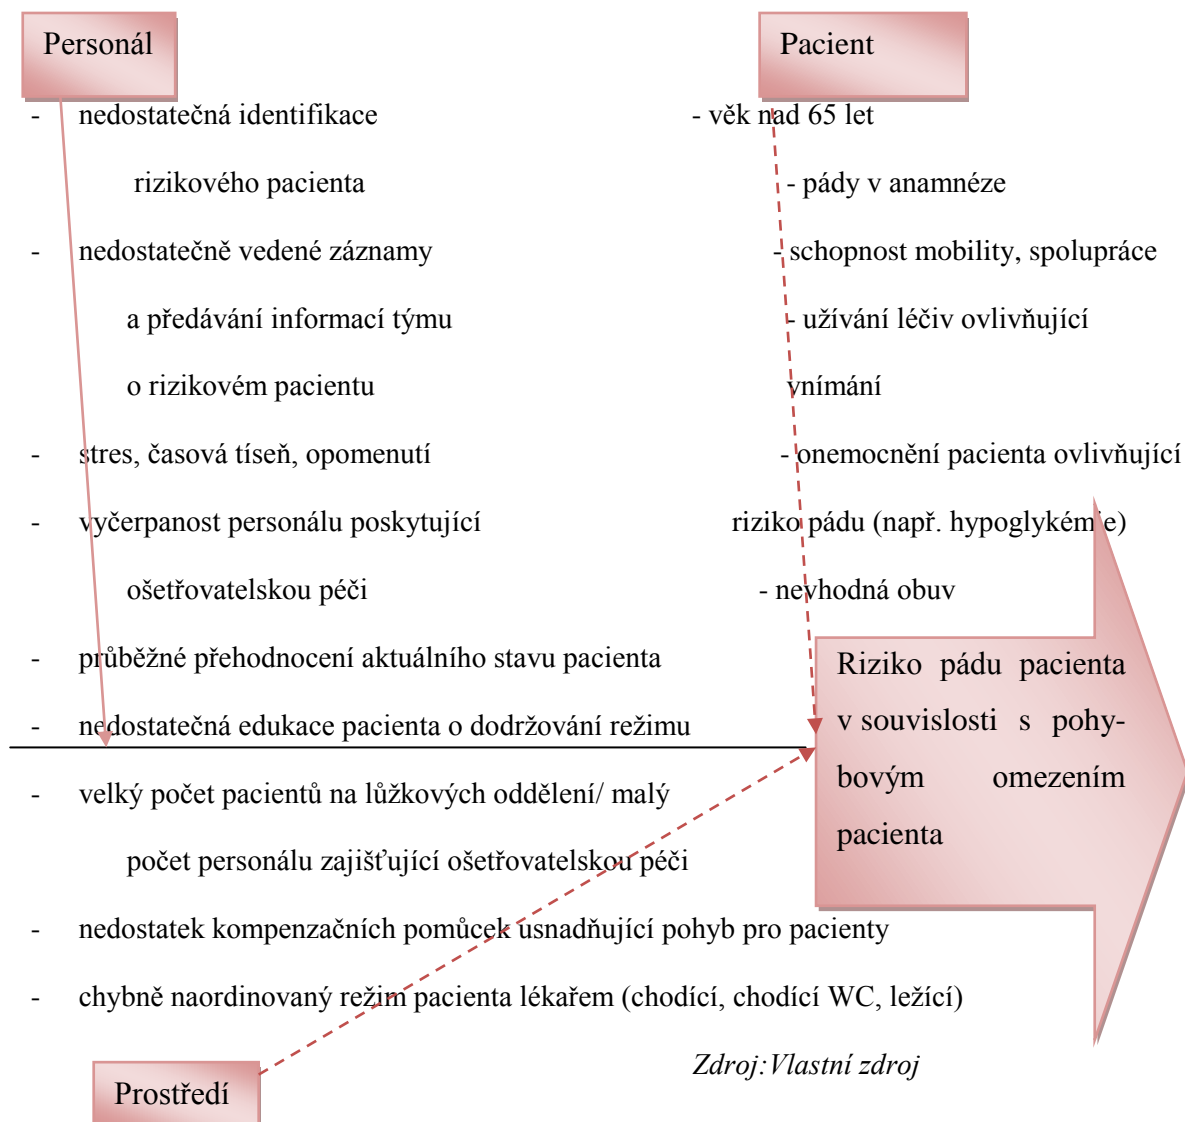 Personál
Pacient
- nedostatečná identifikace
rizikového pacienta
- nedostatečně vedené záznamy
a předávání informací týmu
o rizikovém pacientu
- stres, časová tíseň, opomenutí
- vyčerpanost personálu poskytující
ošetřovatelskou péči
- průběžné přehodnocení aktuálního stavu pacienta
- nedostatečná edukace pacienta o dodržování režimu
- věk nad 65 let
- pády v anamnéze
- schopnost mobility, spolupráce
- užívání léčiv ovlivňující
vnímání
- onemocnění pacienta ovlivňující
riziko pádu (např. hypoglykémie)
- nevhodná obuv
Riziko pádu pacienta
v souvislosti s pohy-
bovým omezením
pacienta
- velký počet pacientů na lůžkových oddělení/ malý
počet personálu zajišťující ošetřovatelskou péči
- nedostatek kompenzačních pomůcek usnadňující pohyb pro pacienty
- chybně naordinovaný režim pacienta lékařem (chodící, chodící WC, ležící)
Zdroj:Vlastní zdroj
Prostředí